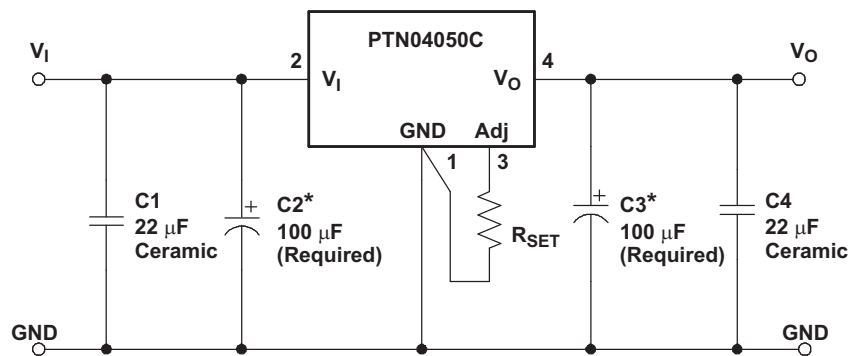 PTN04050C
V_I
2
V_I
V_O
4
V_O
GND
Adj
1
3
C1
22 μF
Ceramic
+
C2*
100 μF
(Required)
R_SET
+
C3*
100 μF
(Required)
C4
22 μF
Ceramic
GND
GND